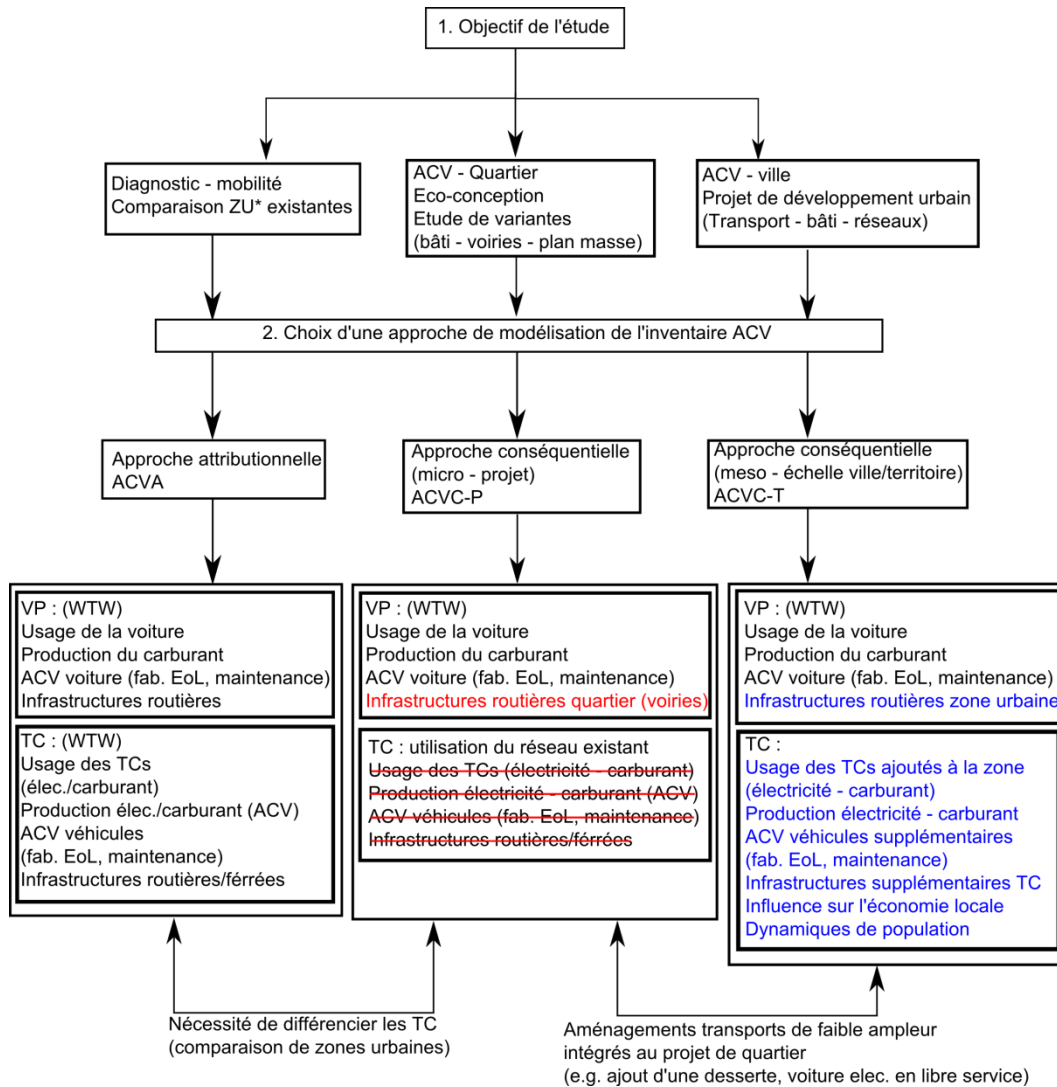 1. Objectif de l'étude
Diagnostic - mobilité
Comparaison ZU* existantes
ACV - Quartier
Eco-conception
Etude de variantes
(bâti - voiries - plan masse)
ACV - ville
Projet de développement urbain
(Transport - bâti - réseaux)
2. Choix d'une approche de modélisation de l'inventaire ACV
Approche attributionnelle
ACVA
Approche conséquentielle
(micro - projet)
ACVC-P
Approche conséquentielle
(meso - échelle ville/territoire)
ACVC-T
VP : (WTW)
Usage de la voiture
Production du carburant
ACV voiture (fab. EoL, maintenance)
Infrastructures routières
TC : (WTW)
Usage des TCs
(élec./carburant)
Production élec./carburant (ACV)
ACV véhicules
(fab. EoL, maintenance)
Infrastructures routières/férrées
VP : (WTW)
Usage de la voiture
Production du carburant
ACV voiture (fab. EoL, maintenance)
Infrastructures routières quartier (voiries)
TC : utilisation du réseau existant
Usage des TCs (électricité - carburant)
Production électricité - carburant (ACV)
ACV véhicules (fab. EoL, maintenance)
Infrastructures routières/férrées
VP : (WTW)
Usage de la voiture
Production du carburant
ACV voiture (fab. EoL, maintenance)
Infrastructures routières zone urbaine
TC :
Usage des TCs ajoutés à la zone
(électricité - carburant)
Production électricité - carburant
ACV véhicules supplémentaires
(fab. EoL, maintenance)
Infrastructures supplémentaires TC
Influence sur l'économie locale
Dynamiques de population
Nécessité de différencier les TC
(comparaison de zones urbaines)
Aménagements transports de faible ampleur
intégrés au projet de quartier
(e.g. ajout d'une desserte, voiture elec. en libre service)